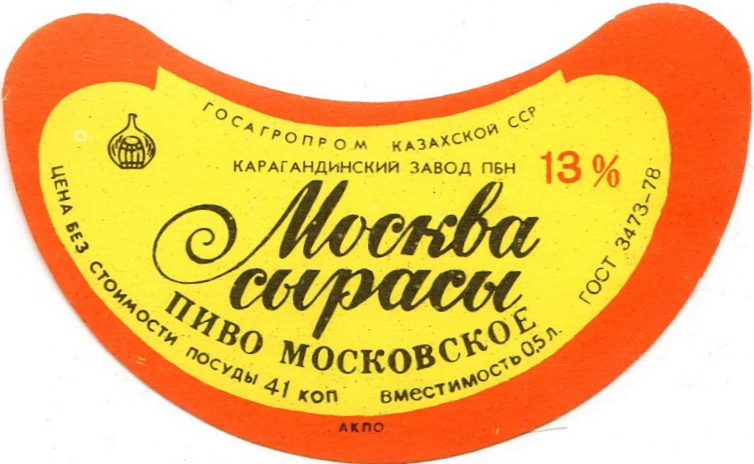 ГОСАГРОПРОМ КАЗАХСКОЙ ССР
КАРАГАНДИНСКИЙ ЗАВОД ПБН
13%
Москва
сырасы
ПИВО МОСКОВСКОЕ
ЦЕНА БЕЗ СТОИМОСТИ ПОСУДЫ 41 КОП
ВМЕСТИМОСТЬ 0,5 л.
ГОСТ 3473-78
АКПО